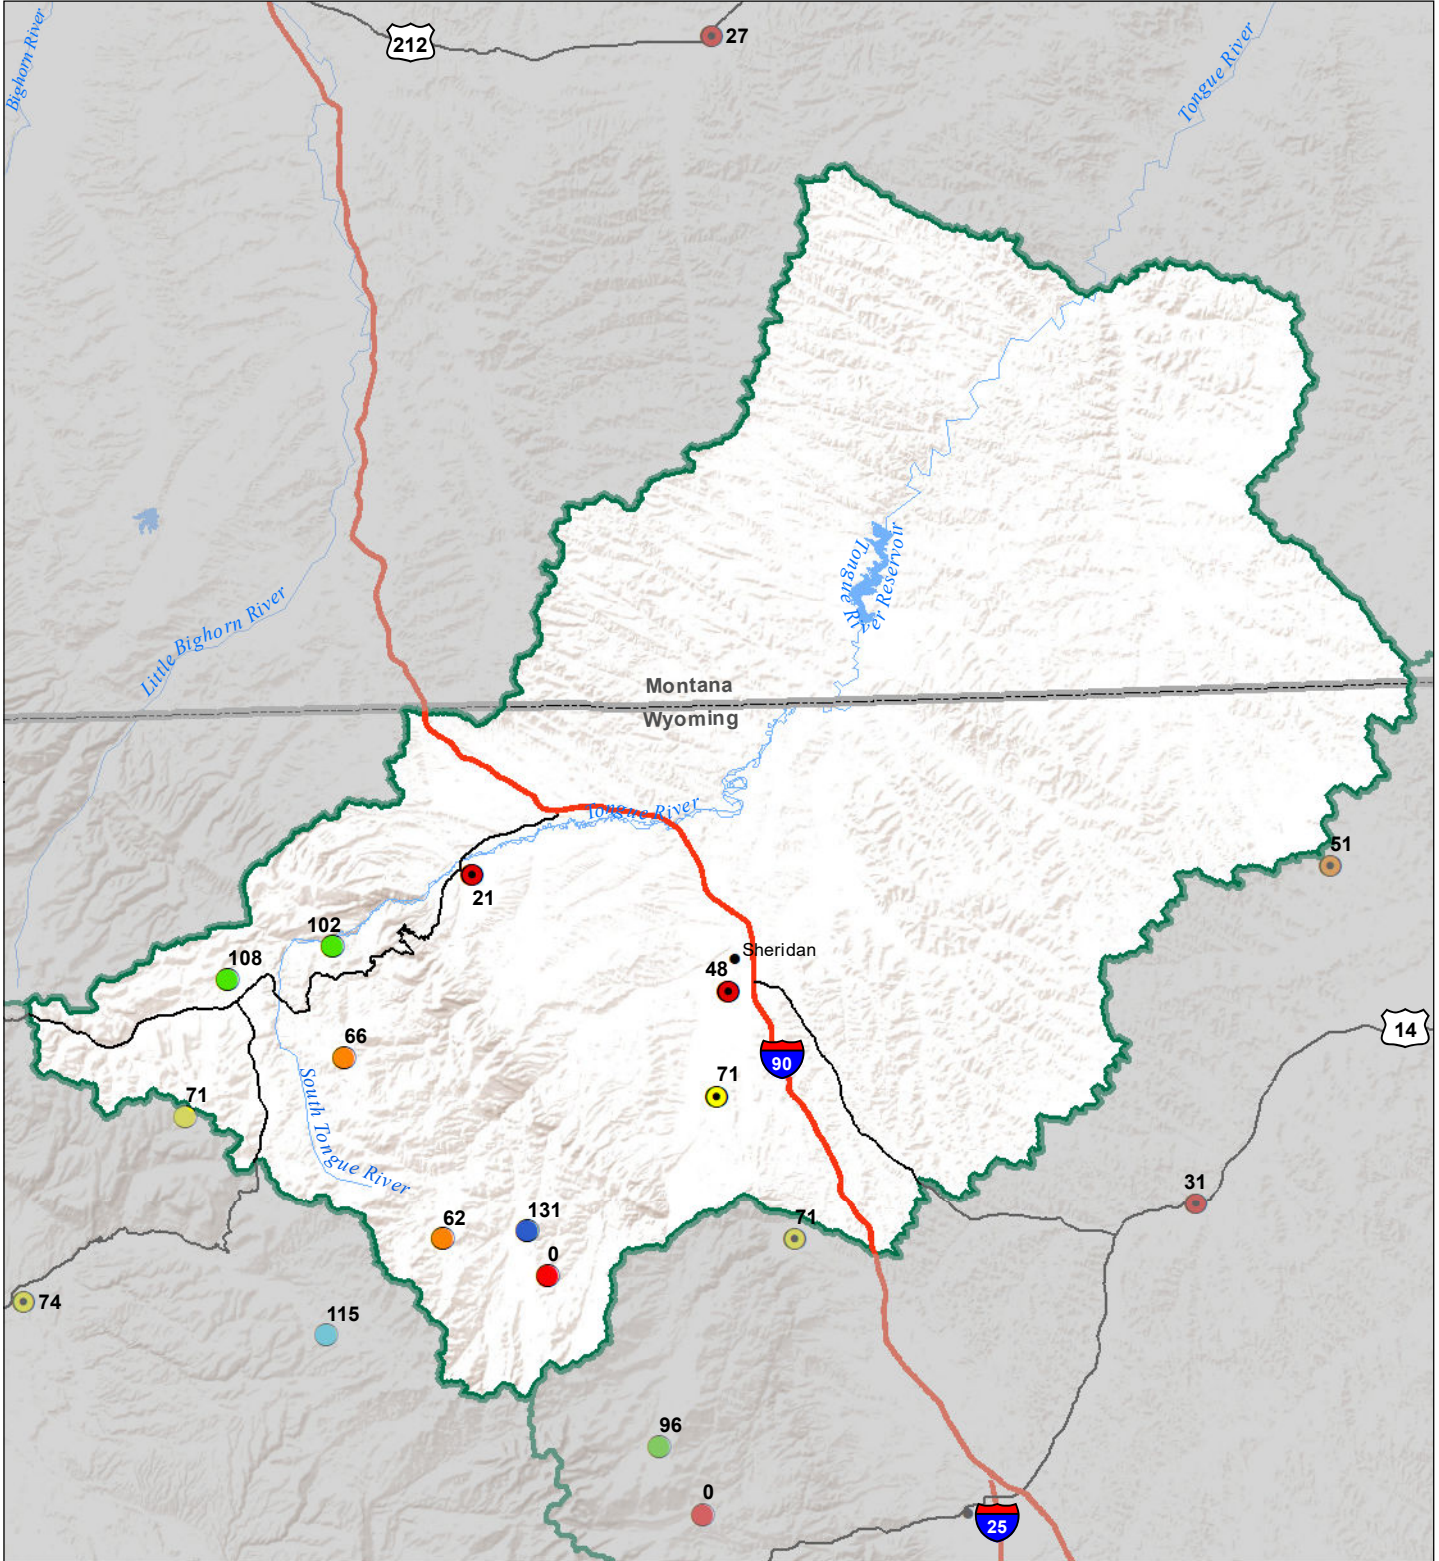 Bighorn River
212
27
Tongue River
Tongue River Reservoir
Little Bighorn River
Montana
Wyoming
Tongue River
51
21
102
Sheridan
108
48
14
66
90
71
71
South Tongue River
31
62
131
71
0
74
115
96
0
25